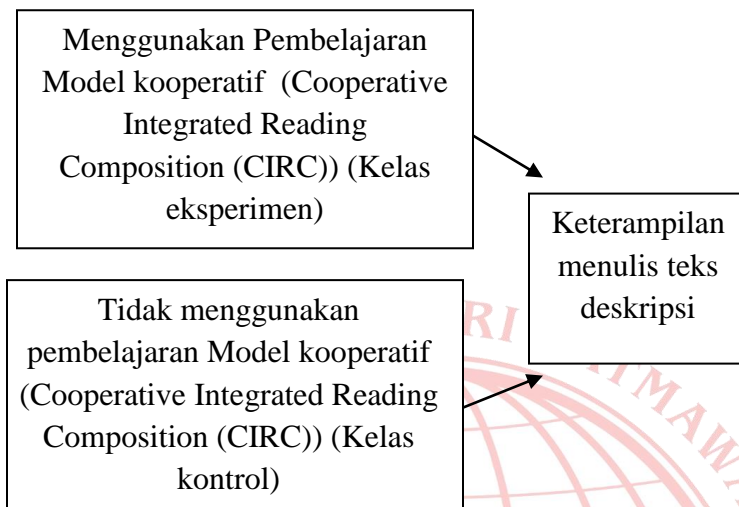 Menggunakan Pembelajaran
Model kooperatif (Cooperative
Integrated Reading
Composition (CIRC)) (Kelas
eksperimen)
Keterampilan
menulis teks
deskripsi
Tidak menggunakan
pembelajaran Model kooperatif
(Cooperative Integrated Reading
Composition (CIRC)) (Kelas
kontrol)